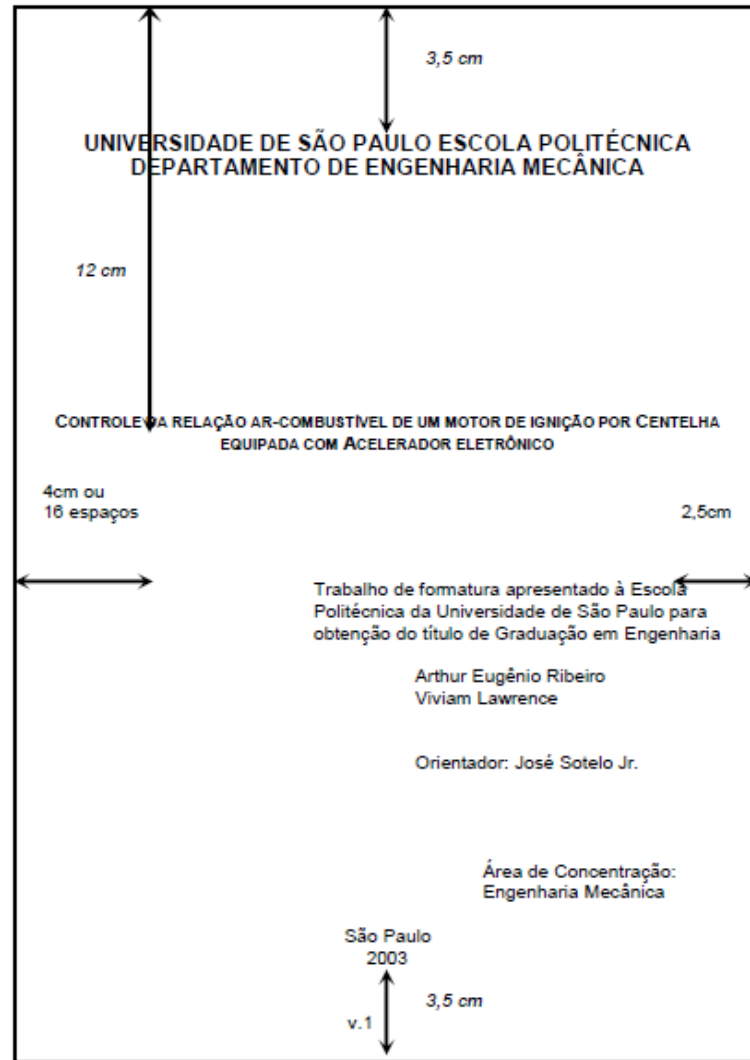 3,5 cm
UNIVERSIDADE DE SÃO PAULO ESCOLA POLITÉCNICA
DEPARTAMENTO DE ENGENHARIA MECÂNICA
12 cm
CONTROLE DA RELAÇÃO AR-COMBUSTÍVEL DE UM MOTOR DE IGNIÇÃO POR CENTELHA
EQUIPADA COM ACELERADOR ELETRÔNICO
4cm ou
16 espaços
2,5cm
Trabalho de formatura apresentado à Escola
Politécnica da Universidade de São Paulo para
obtenção do título de Graduação em Engenharia
Arthur Eugênio Ribeiro
Viviam Lawrence
Orientador: José Sotelo Jr.
Área de Concentração:
Engenharia Mecânica
São Paulo
2003
3,5 cm
v.1